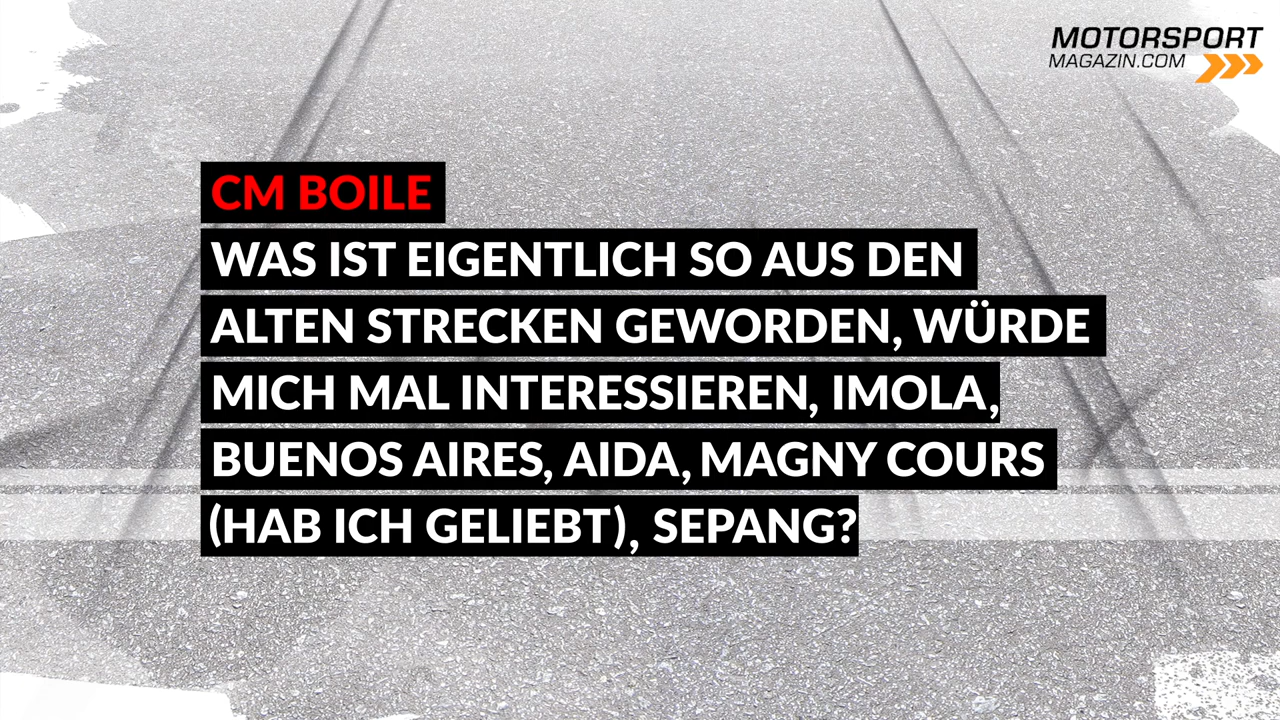 MOTORSPORT
MAGAZIN.COM
CM BOILE
WAS IST EIGENTLICH SO AUS DEN
ALTEN STRECKEN GEWORDEN, WÜRDE
MICH MAL INTERESSIEREN, IMOLA,
BUENOS AIRES, AIDA, MAGNY COURS
(HAB ICH GELIEBT), SEPANG?